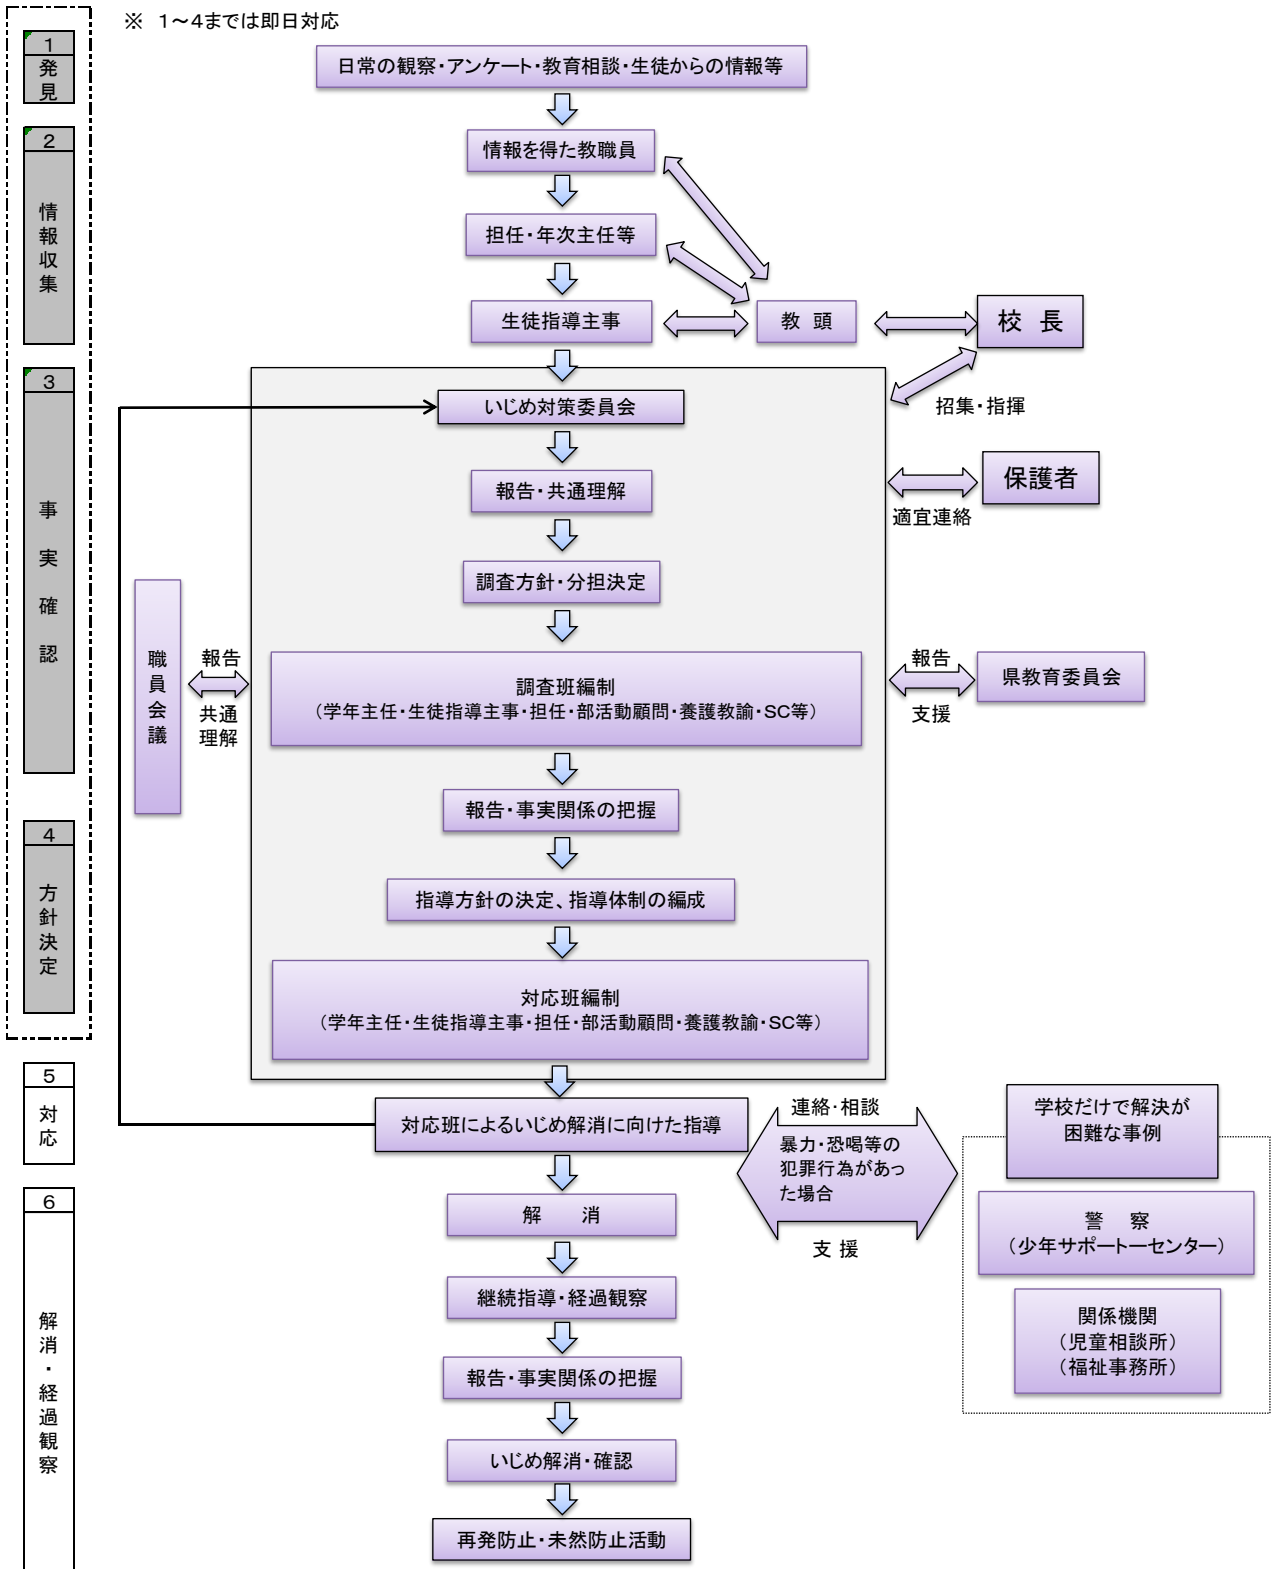 ※ 1～4までは即日対応
1
発見
日常の観察・アンケート・教育相談・生徒からの情報等
2
情報収集
情報を得た教職員
担任・年次主任等
生徒指導主事
教 頭
校 長
3
事実確認
いじめ対策委員会
招集・指揮
報告・共通理解
保護者
適宜連絡
調査方針・分担決定
職員会議
報告
共通
理解
調査班編制
（学年主任・生徒指導主事・担任・部活動顧問・養護教諭・SC等）
報告
支援
県教育委員会
報告・事実関係の把握
4
方針決定
指導方針の決定、指導体制の編成
対応班編制
（学年主任・生徒指導主事・担任・部活動顧問・養護教諭・SC等）
5
対応
対応班によるいじめ解消に向けた指導
連絡・相談
暴力・恐喝等の
犯罪行為があっ
た場合
支 援
学校だけで解決が
困難な事例
警 察
（少年サポートーセンター）
関係機関
（児童相談所）
（福祉事務所）
6
解消・経過観察
解 消
継続指導・経過観察
報告・事実関係の把握
いじめ解消・確認
再発防止・未然防止活動